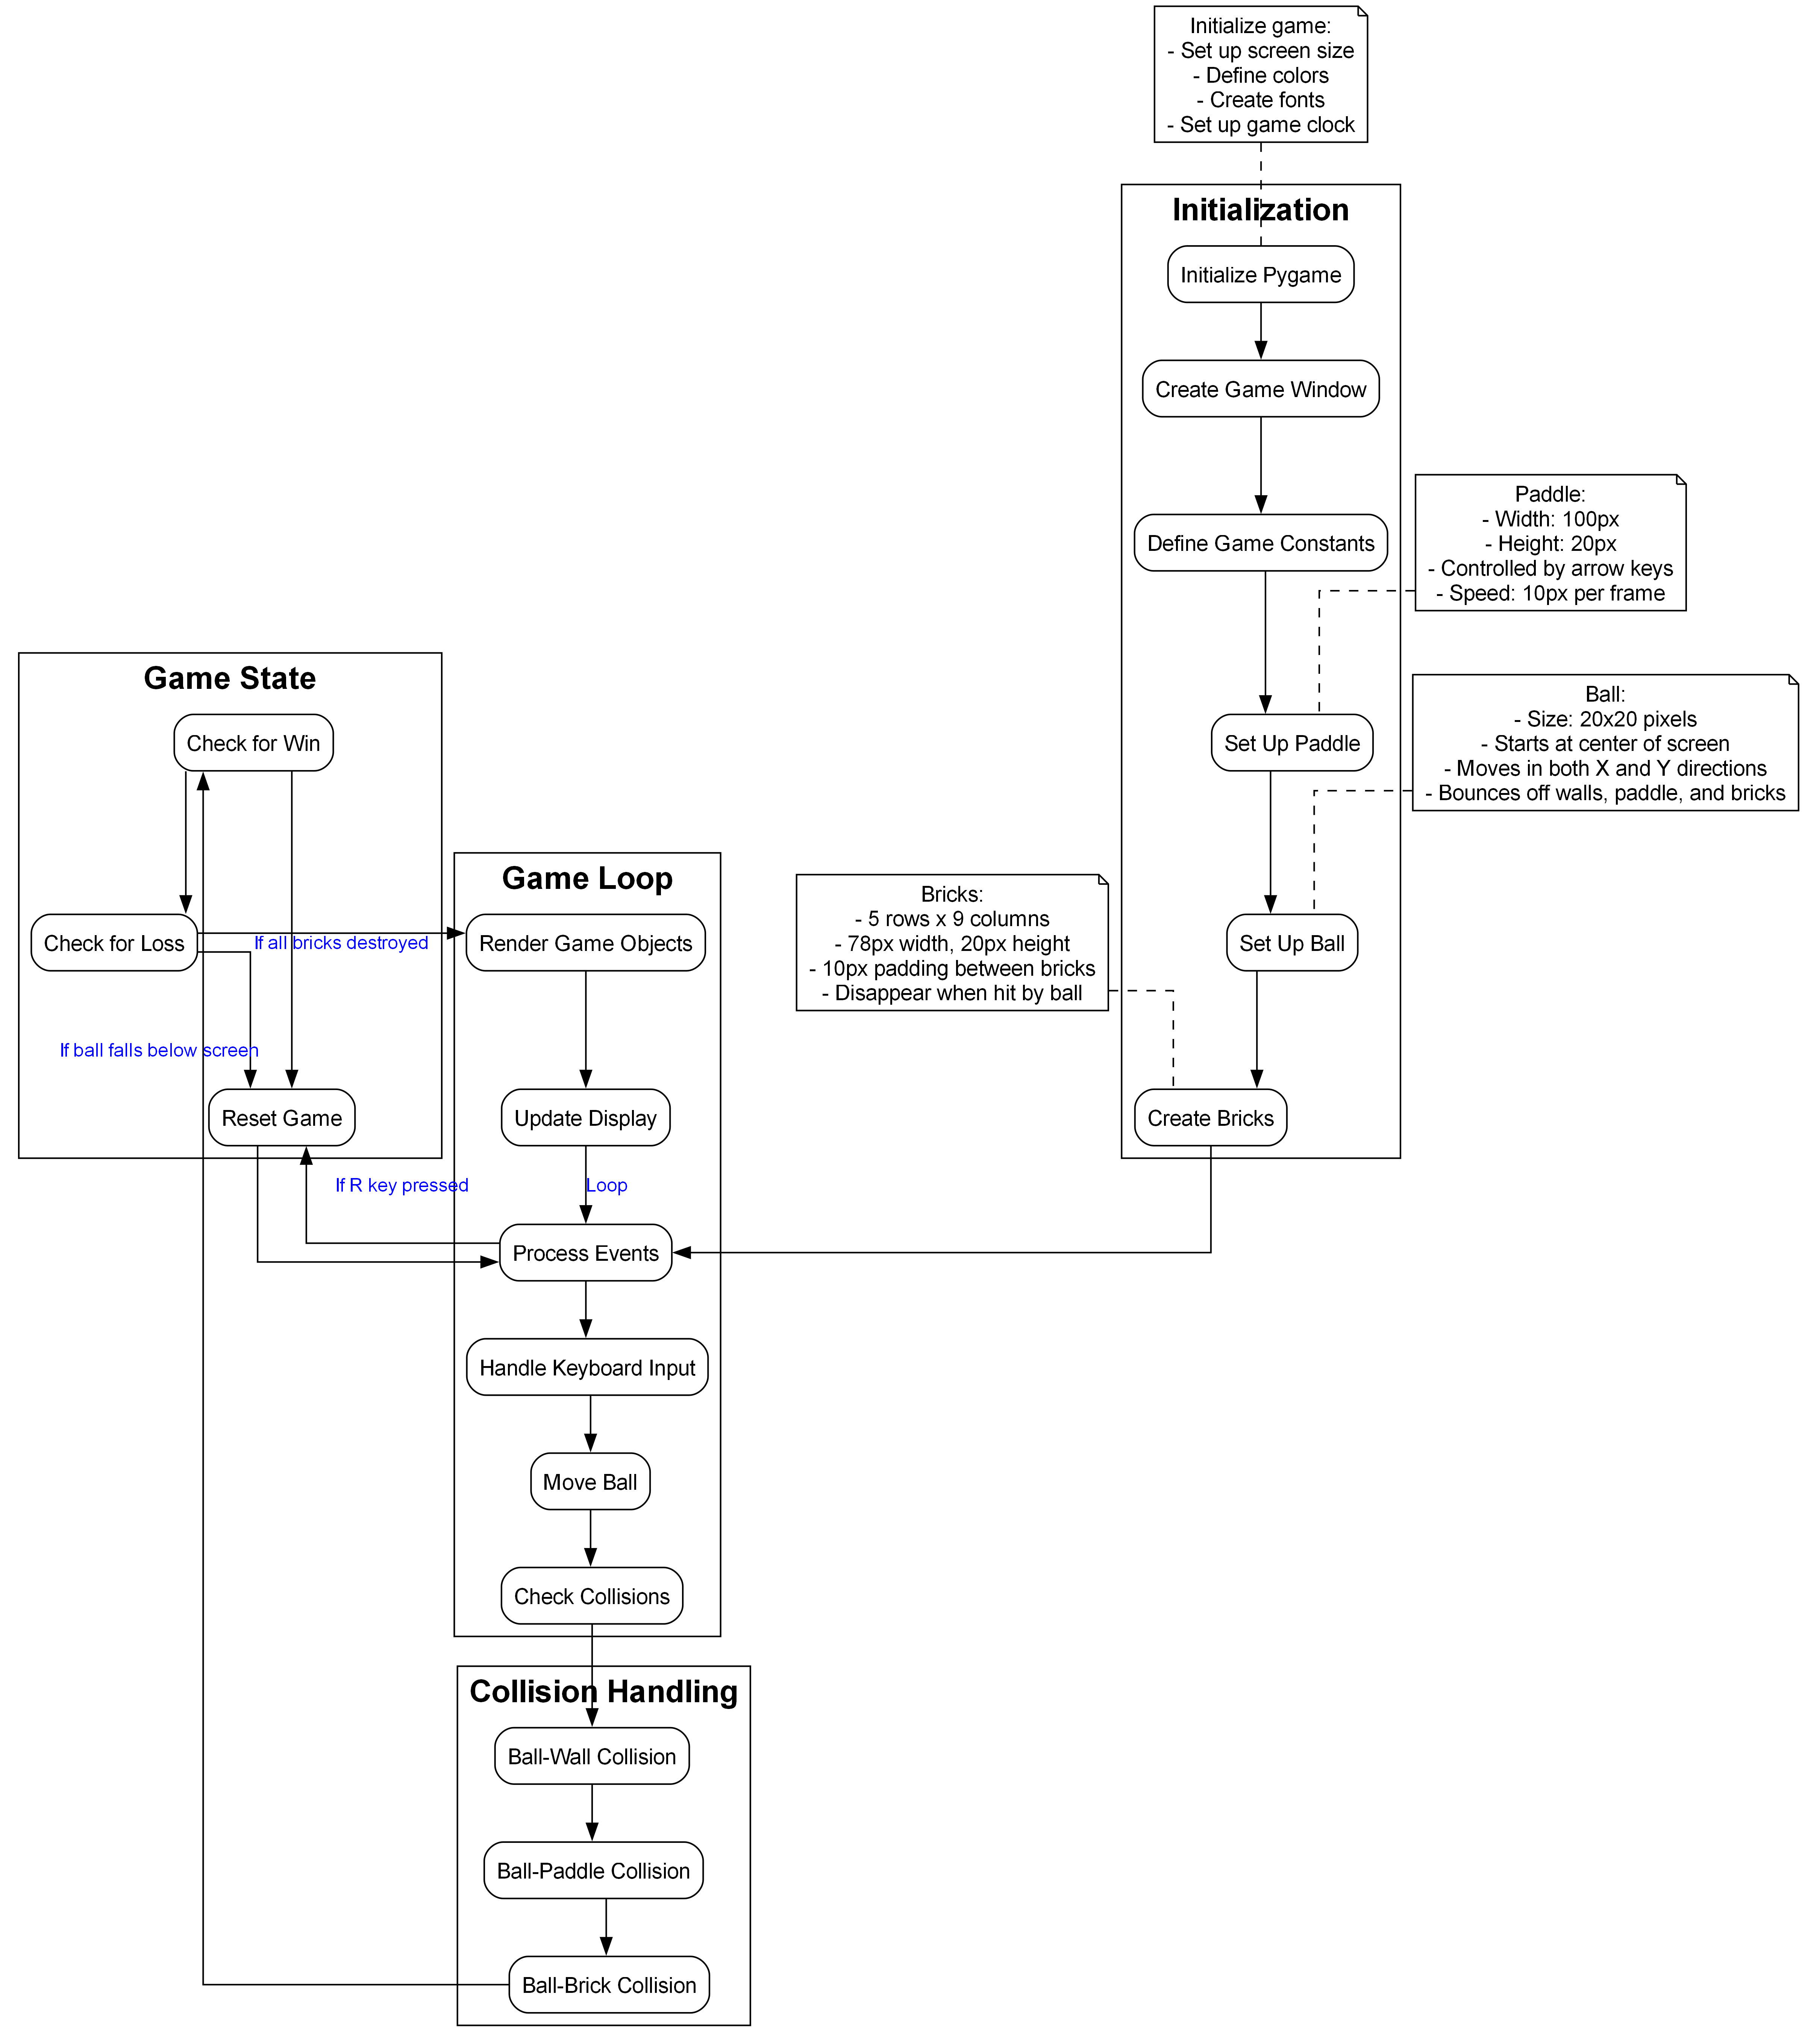 Initialize game:
- Set up screen size
- Define colors
- Create fonts
- Set up game clock
Initialization
Initialize Pygame
Create Game Window
Define Game Constants
Paddle:
- Width: 100px
- Height: 20px
- Controlled by arrow keys
- Speed: 10px per frame
Set Up Paddle
Ball:
- Size: 20x20 pixels
- Starts at center of screen
- Moves in both X and Y directions
- Bounces off walls, paddle, and bricks
Set Up Ball
Bricks:
- 5 rows x 9 columns
- 78px width, 20px height
- 10px padding between bricks
- Disappear when hit by ball
Create Bricks
Game State
Check for Win
Check for Loss
If all bricks destroyed
If ball falls below screen
Reset Game
If R key pressed
Game Loop
Render Game Objects
Update Display
Loop
Process Events
Handle Keyboard Input
Move Ball
Check Collisions
Collision Handling
Ball-Wall Collision
Ball-Paddle Collision
Ball-Brick Collision